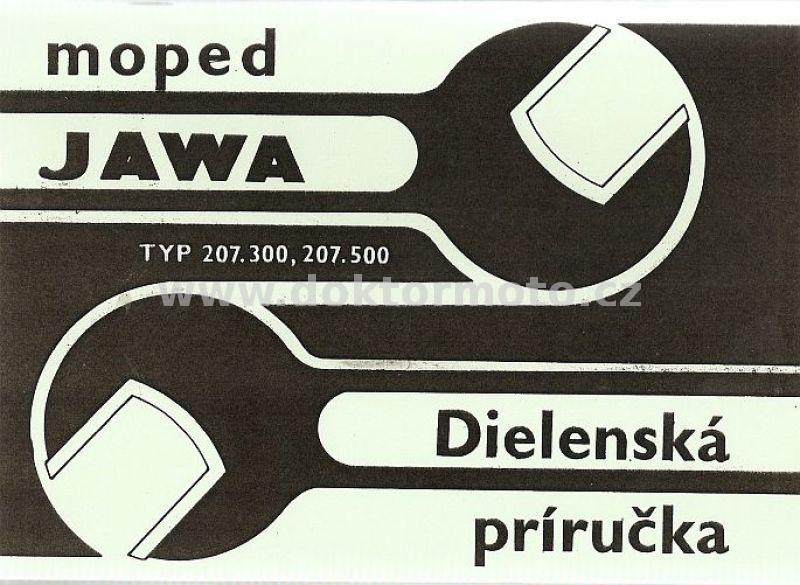 moped
JAWA
TYP 207.300, 207.500
www.doktormoto.cz
Dielenská
príručka